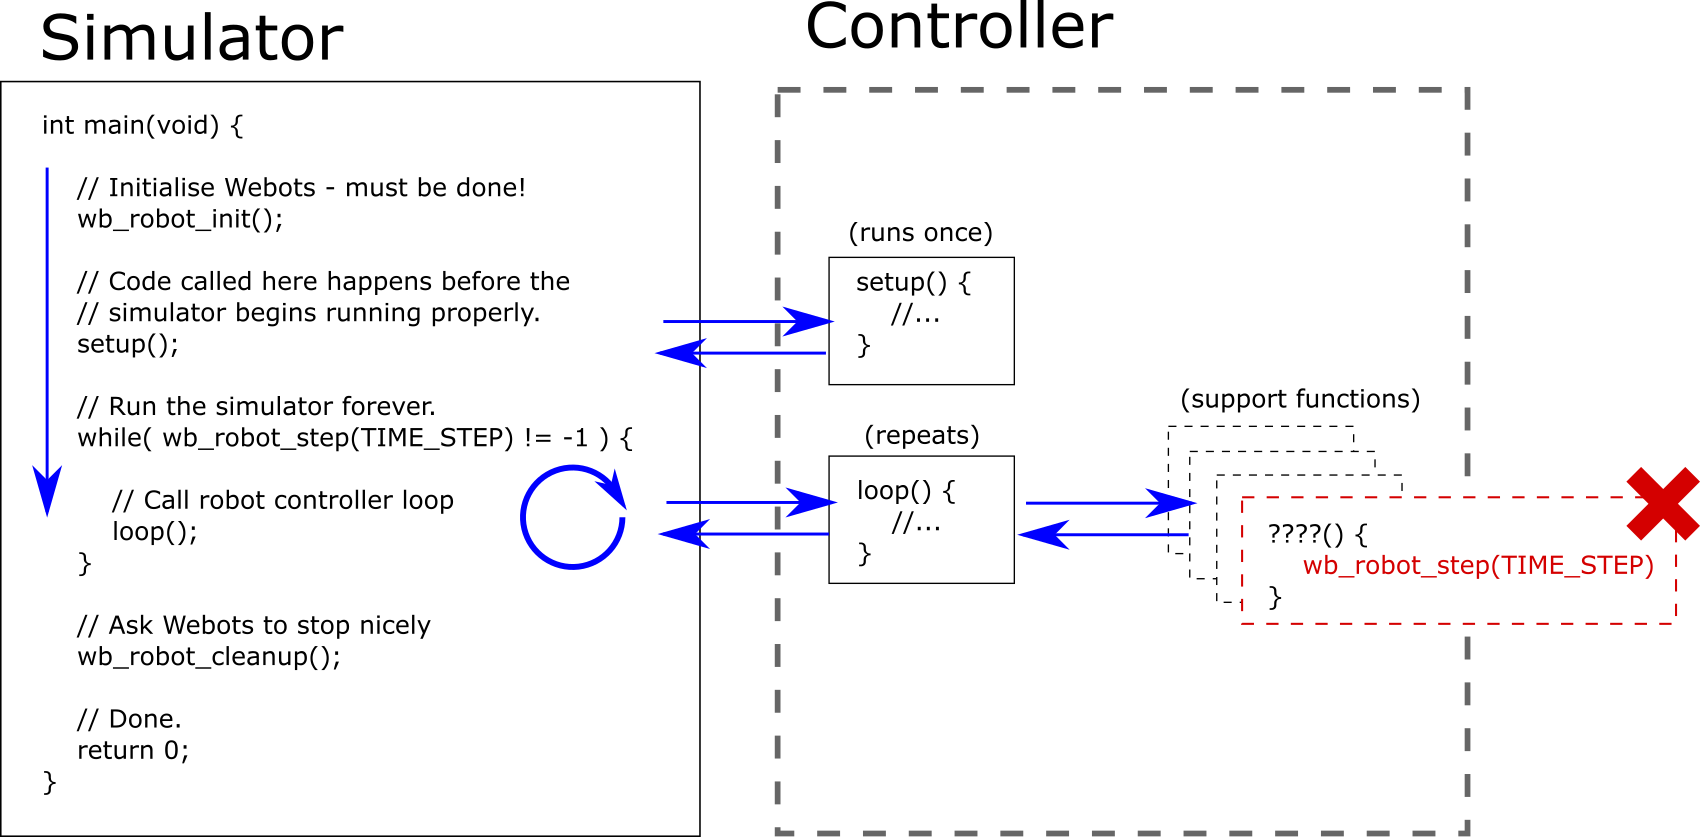 Simulator
int main(void) {
// Initialise Webots - must be done!
wb_robot_init();
// Code called here happens before the
// simulator begins running properly.
setup();
// Run the simulator forever.
while( wb_robot_step(TIME_STEP) != -1 ) {
// Call robot controller loop
loop();
}
// Ask Webots to stop nicely
wb_robot_cleanup();
// Done.
return 0;
}
Controller
(runs once)
setup() {
//...
}
(repeats)
loop() {
//...
}
(support functions)
????() {
wb_robot_step(TIME_STEP)
}